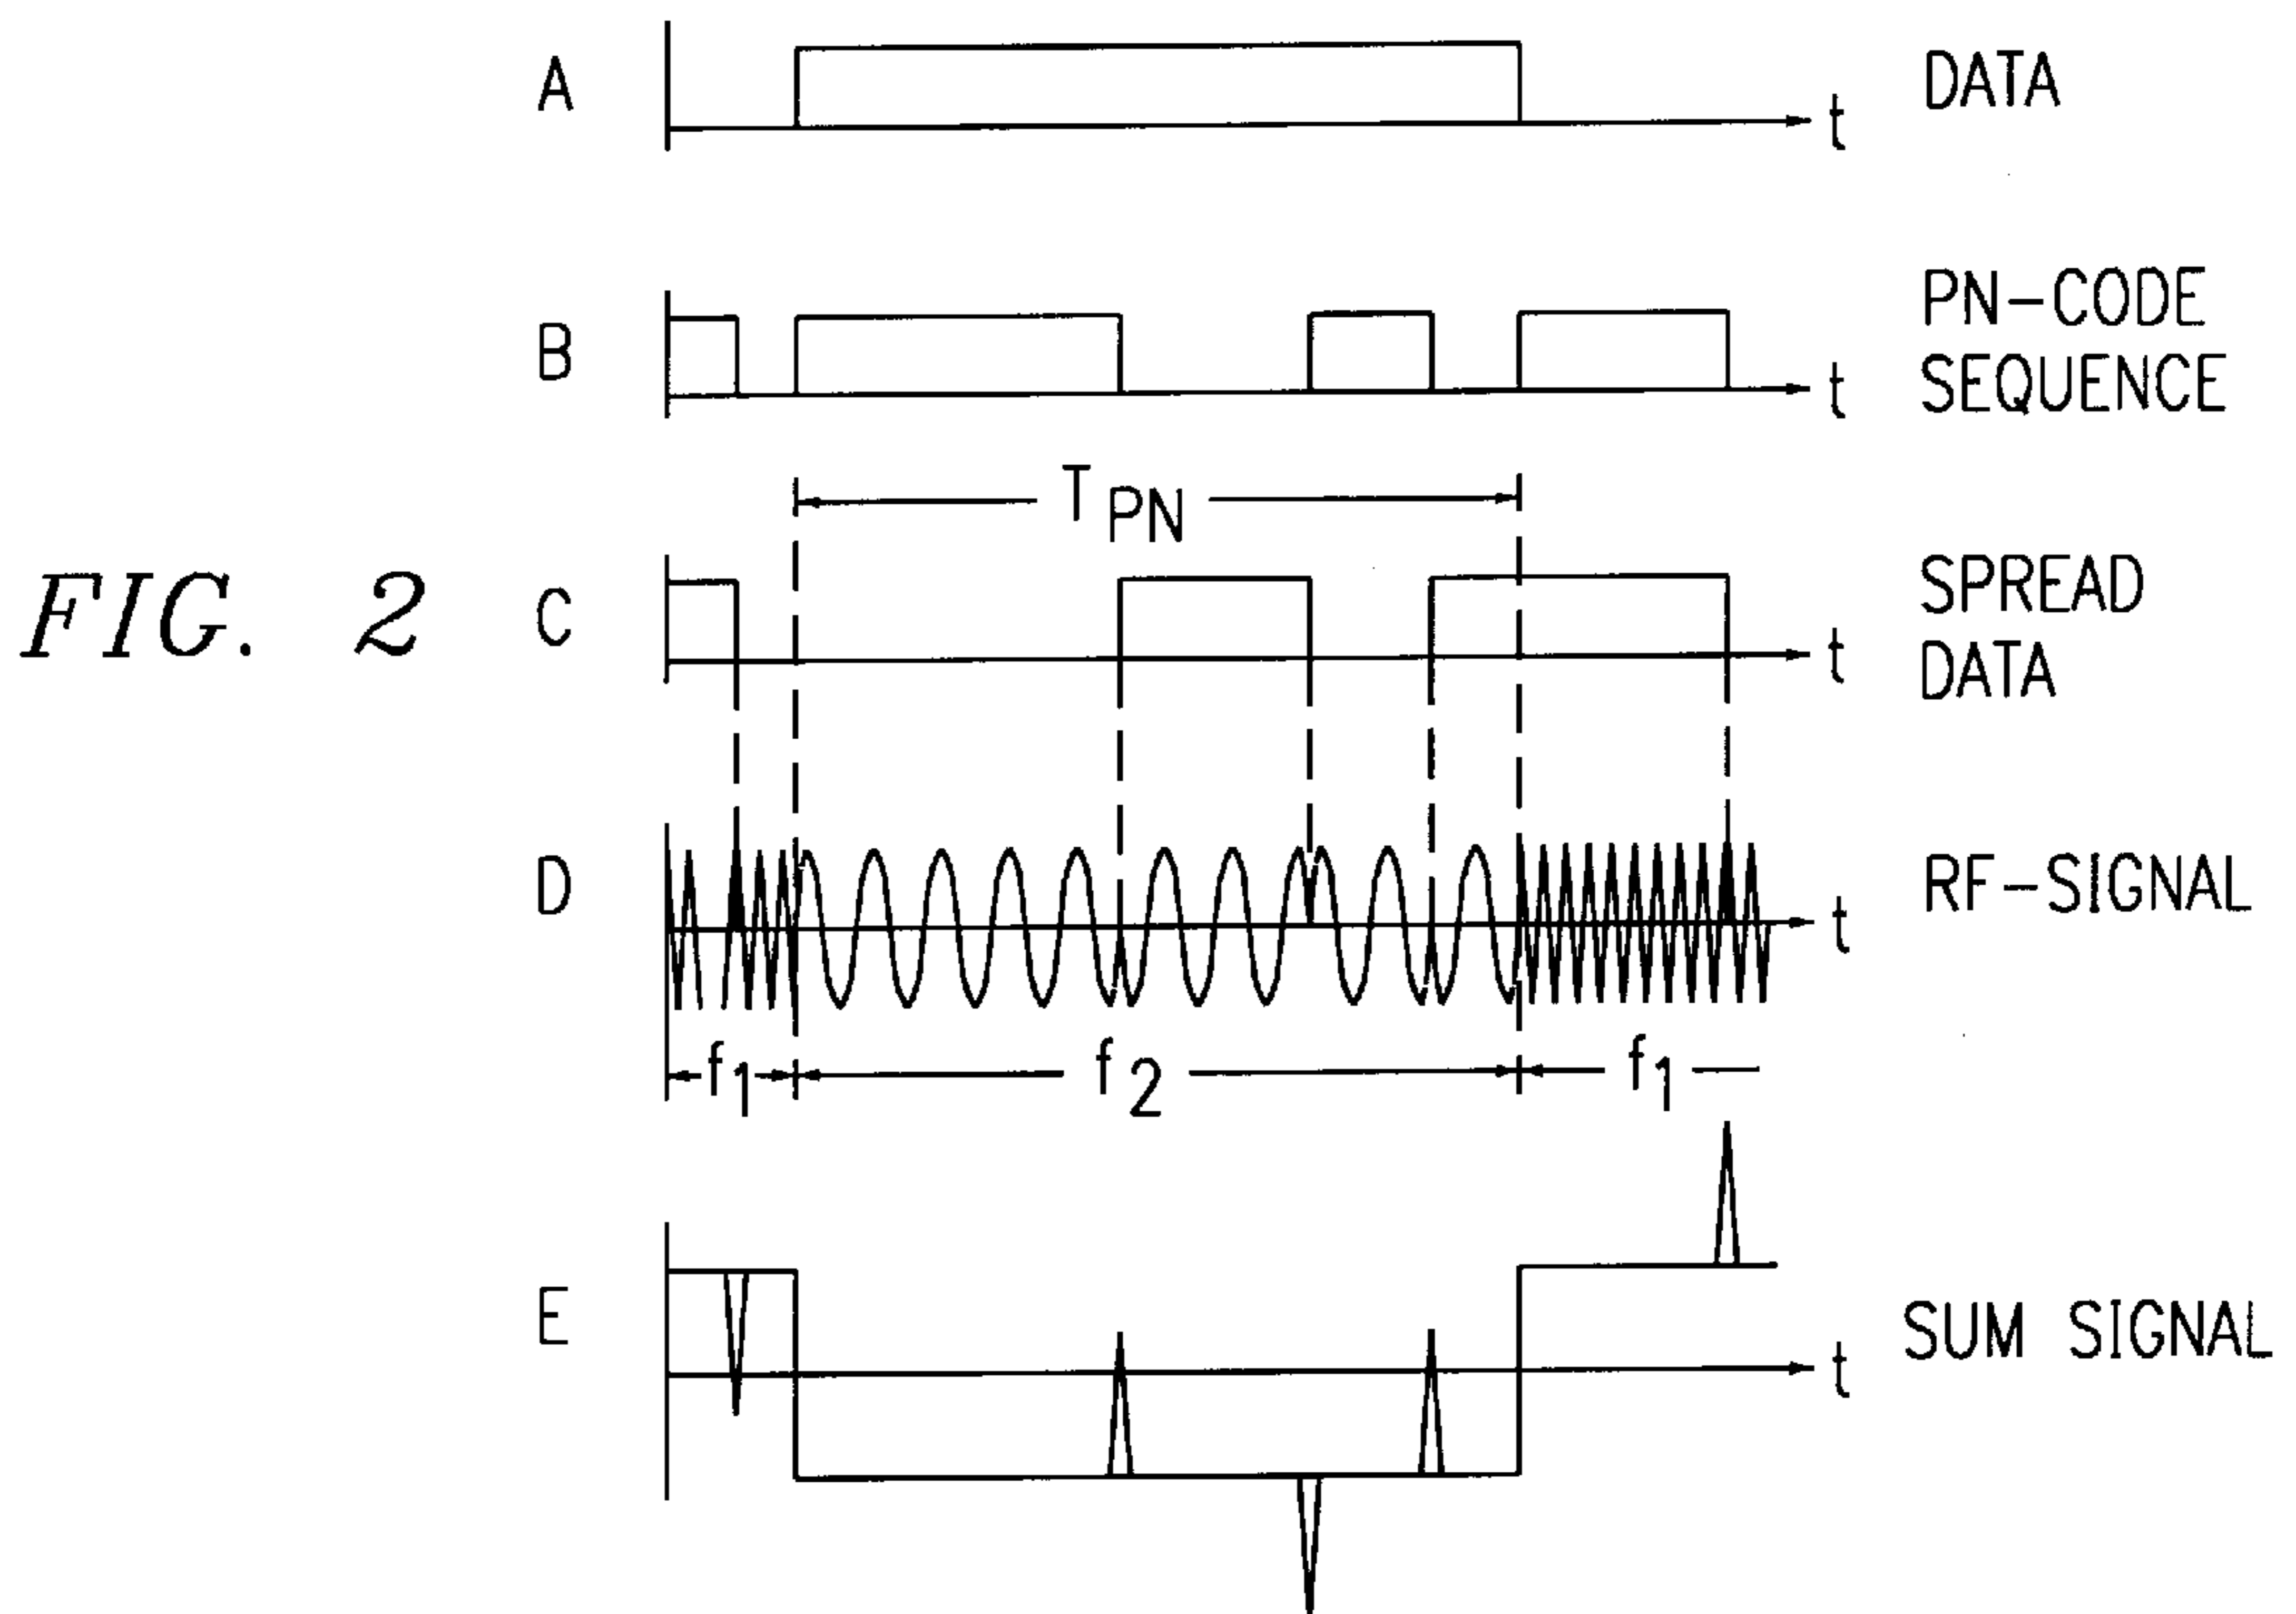 A
t
DATA
B
t
PN-CODE
SEQUENCE
T PN
FIG. 2
C
t
SPREAD
DATA
D
t
RF-SIGNAL
f1
f2
f1
E
t
SUM SIGNAL